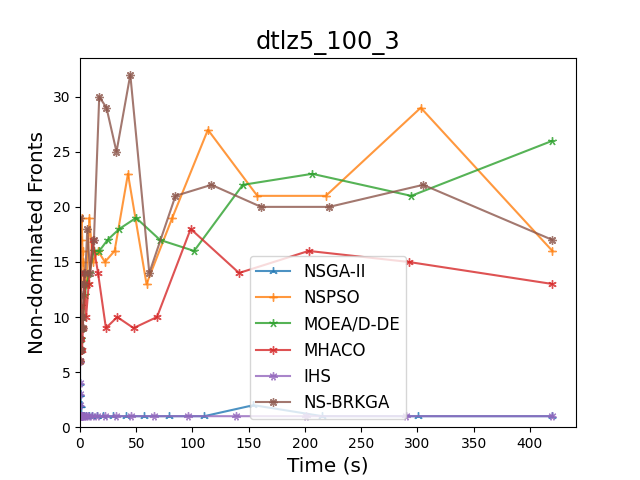 dtlz5_100_3
Non-dominated Fronts
30
25
20
15
10
5
0
0 50 100 150 200 250 300 350 400
Time (s)
NSGA-II
NSPSO
MOEA/D-DE
MHACO
IHS
NS-BRKGA